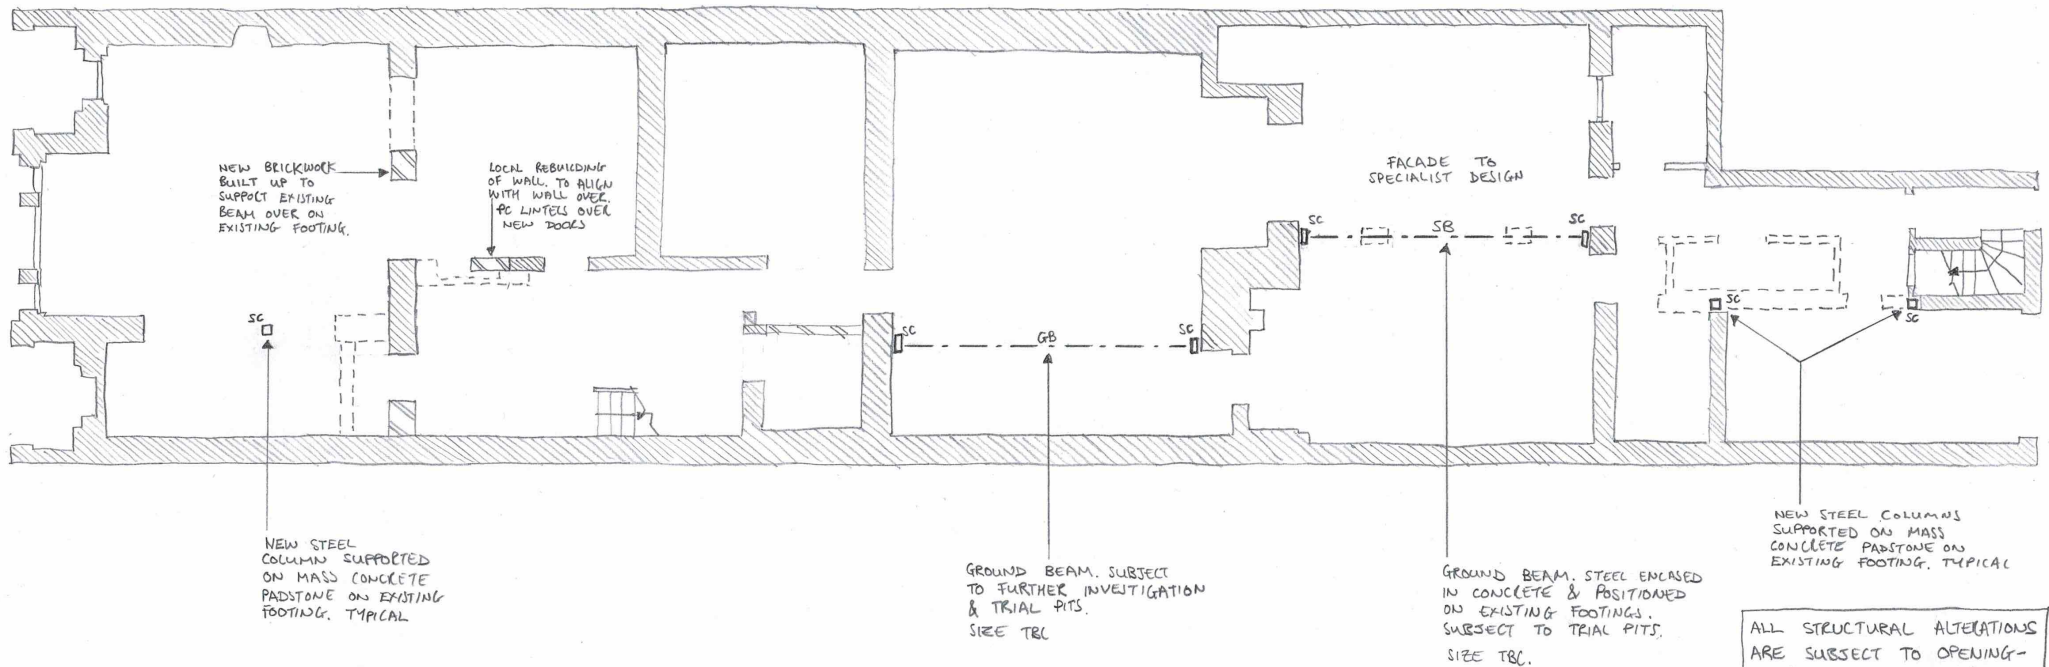 NEW BRICKWORK
BUILT UP TO
SUPPORT EXISTING
BEAM OVER ON
EXISTING FOOTING.
LOCAL REBUILDING
OF WALL. TO ALIGN
WITH WALL OVER.
PC LINTELS OVER
NEW DOORS
FACADE TO
SPECIALIST DESIGN
SC
SC
GB
SC
SC
SB
SC
SC
SC
NEW STEEL
COLUMN SUPPORTED
ON MASS CONCRETE
PADSTONE ON EXISTING
FOOTING. TYPICAL
GROUND BEAM. SUBJECT
TO FURTHER INVESTIGATION
& TRIAL PITS.
SIZE TBC
GROUND BEAM. STEEL ENCASED
IN CONCRETE & POSITIONED
ON EXISTING FOOTINGS.
SUBJECT TO TRIAL PITS.
SIZE TBC.
NEW STEEL COLUMNS
SUPPORTED ON MASS
CONCRETE PADSTONE ON
EXISTING FOOTING. TYPICAL
ALL STRUCTURAL ALTERATIONS
ARE SUBJECT TO OPENING-